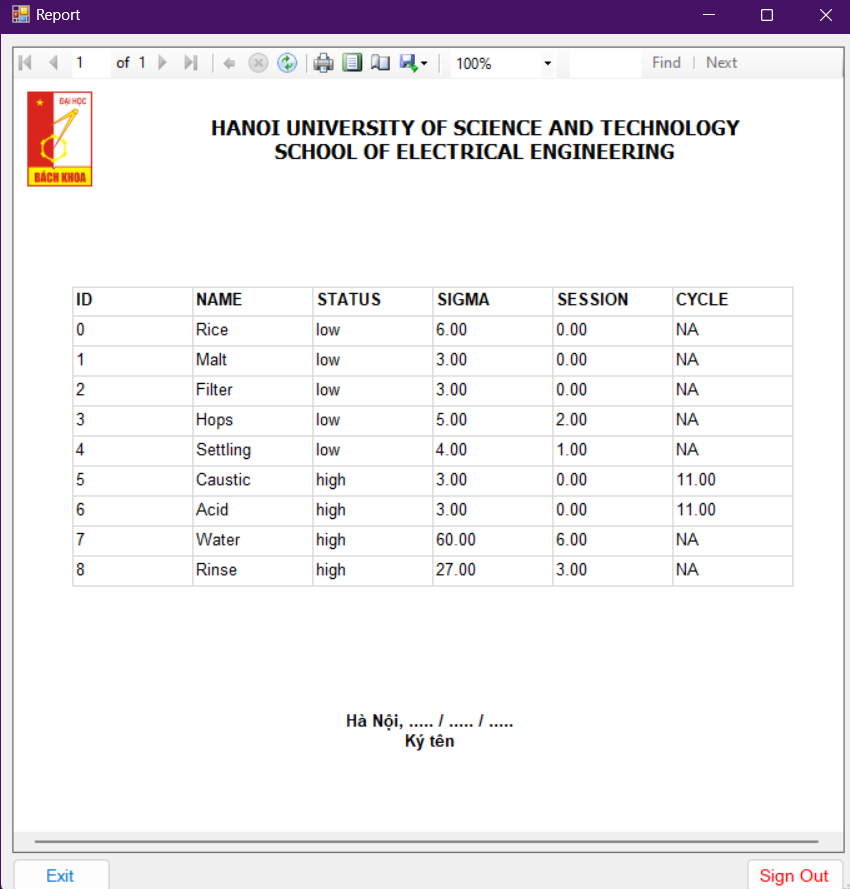 Report
1 of 1 100% Find | Next
ĐẠI HỌC
BÁCH KHOA
HANOI UNIVERSITY OF SCIENCE AND TECHNOLOGY
SCHOOL OF ELECTRICAL ENGINEERING
ID NAME STATUS SIGMA SESSION CYCLE
0 Rice low 6.00 0.00 NA
1 Malt low 3.00 0.00 NA
2 Filter low 3.00 0.00 NA
3 Hops low 5.00 2.00 NA
4 Settling low 4.00 1.00 NA
5 Caustic high 3.00 0.00 11.00
6 Acid high 3.00 0.00 11.00
7 Water high 60.00 6.00 NA
8 Rinse high 27.00 3.00 NA
Hà Nội, ..... / ..... / .....
Ký tên
Exit Sign Out